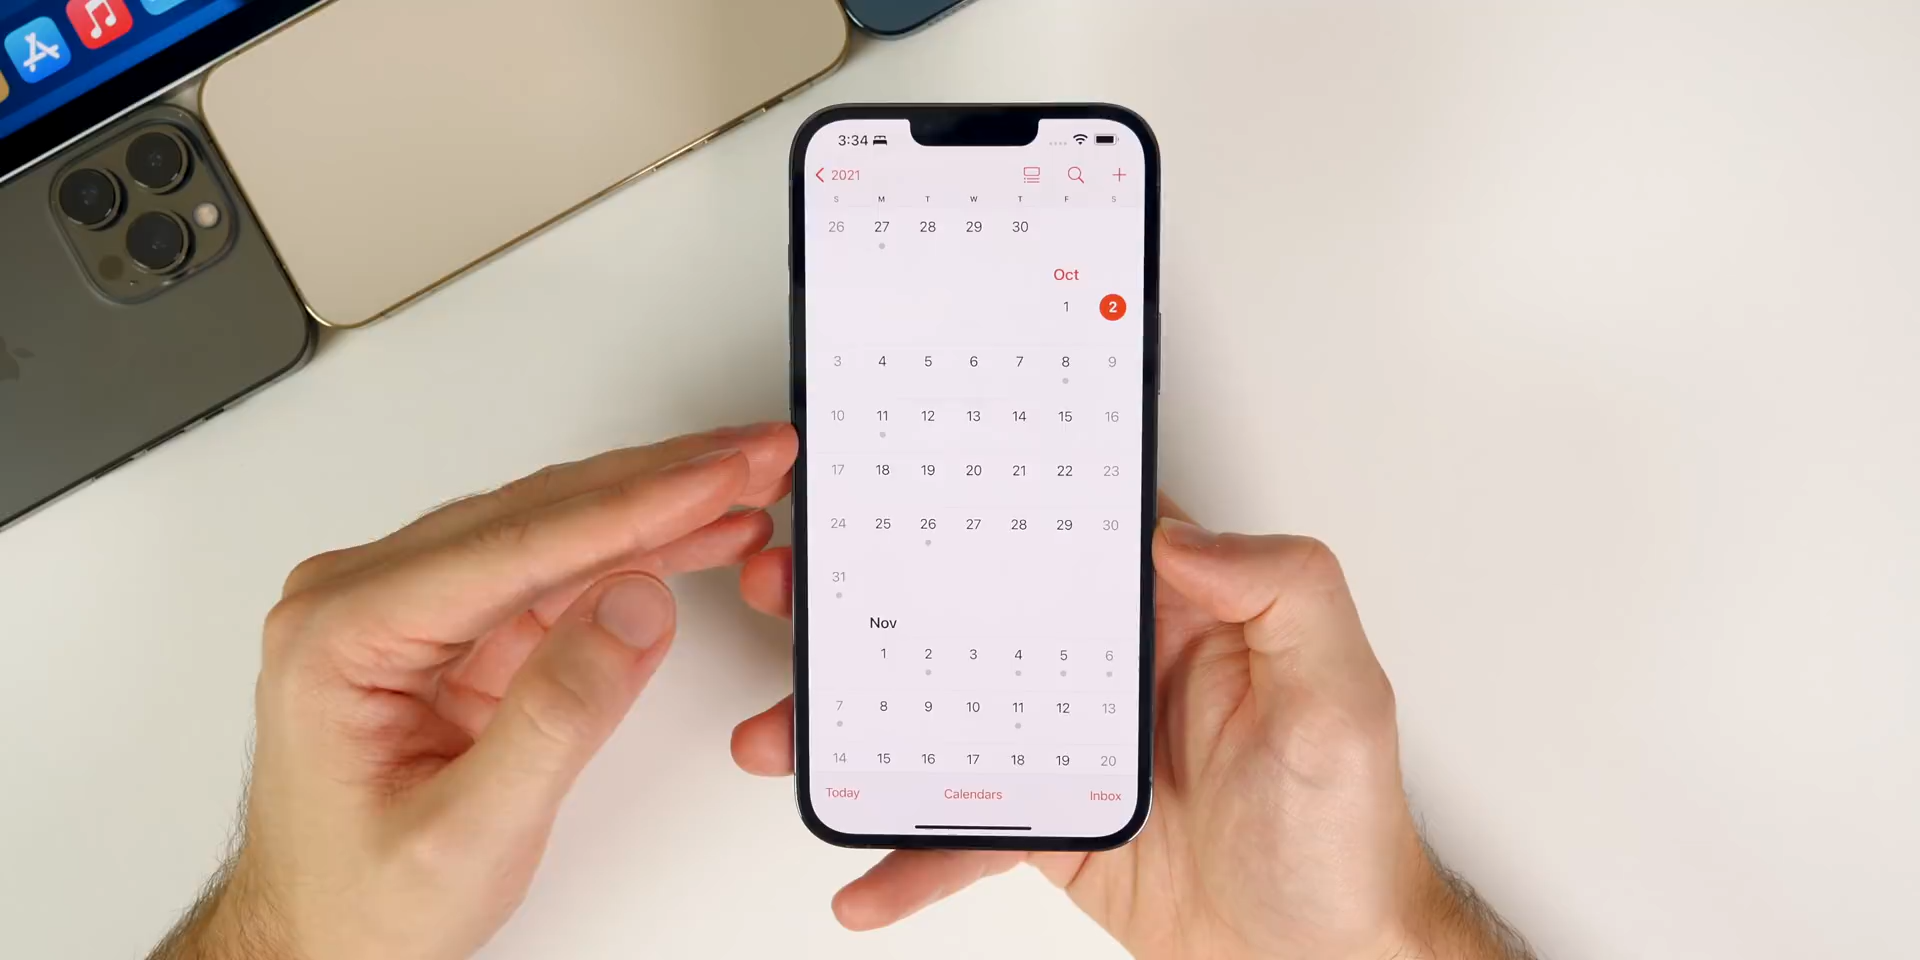 3:34
2021
S M T W T F S
26 27 28 29 30
Oct
1 2
3 4 5 6 7 8 9
10 11 12 13 14 15 16
17 18 19 20 21 22 23
24 25 26 27 28 29 30
31
Nov
1 2 3 4 5 6
7 8 9 10 11 12 13
14 15 16 17 18 19 20
Today Calendars Inbox